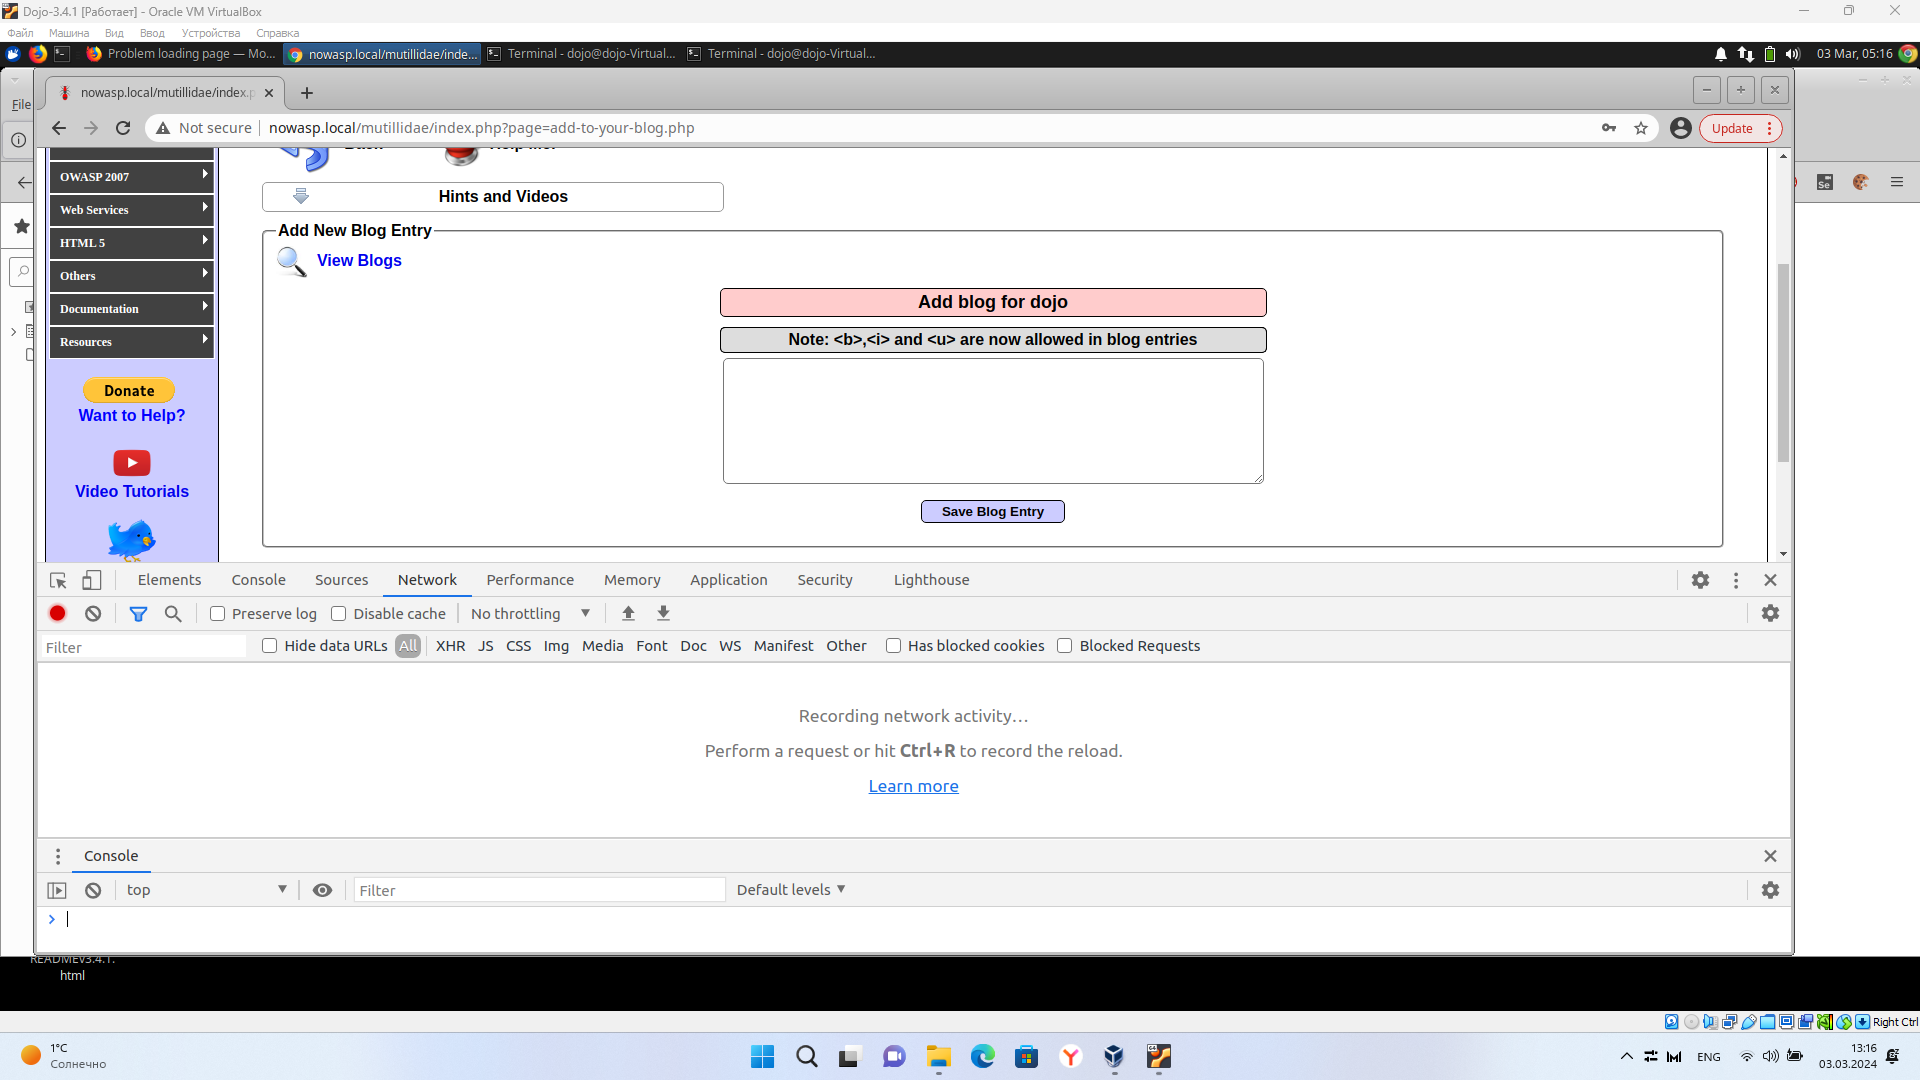 Dojo-3.4.1 [Работает] - Oracle VM VirtualBox
Файл Машина Вид Ввод Устройства Справка
Problem loading page — Mo... nowasp.local/mutillidae/inde... Terminal - dojo@dojo-Virtual... Terminal - dojo@dojo-Virtual... 03 Mar, 05:16
nowasp.local/mutillidae/index.p
File
Not secure nowasp.local/mutillidae/index.php?page=add-to-your-blog.php Update
OWASP 2007
Web Services
HTML 5
Others
Documentation
Resources
Donate
Want to Help?
Video Tutorials
Back Help Me!
Hints and Videos
Add New Blog Entry
View Blogs
Add blog for dojo
Note: <b>,<i> and <u> are now allowed in blog entries
Save Blog Entry
Se
Elements Console Sources Network Performance Memory Application Security Lighthouse
Preserve log Disable cache No throttling
Filter Hide data URLs All XHR JS CSS Img Media Font Doc WS Manifest Other Has blocked cookies Blocked Requests
Recording network activity…
Perform a request or hit Ctrl+R to record the reload.
Learn more
Console
top Filter Default levels
READMEv3.4.1.
html
Right Ctrl
1°C
Солнечно
ENG
13:16
03.03.2024